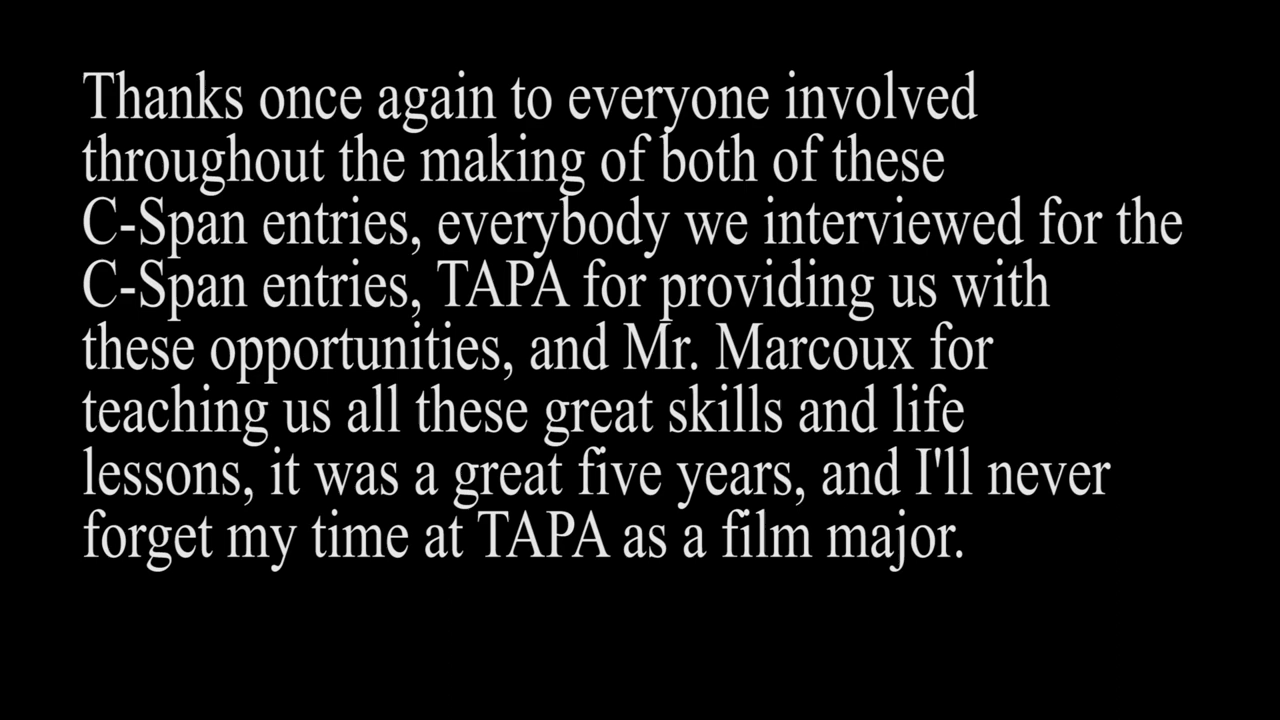 Thanks once again to everyone involved
throughout the making of both of these
C-Span entries, everybody we interviewed for the
C-Span entries, TAPA for providing us with
these opportunities, and Mr. Marcoux for
teaching us all these great skills and life
lessons, it was a great five years, and I'll never
forget my time at TAPA as a film major.